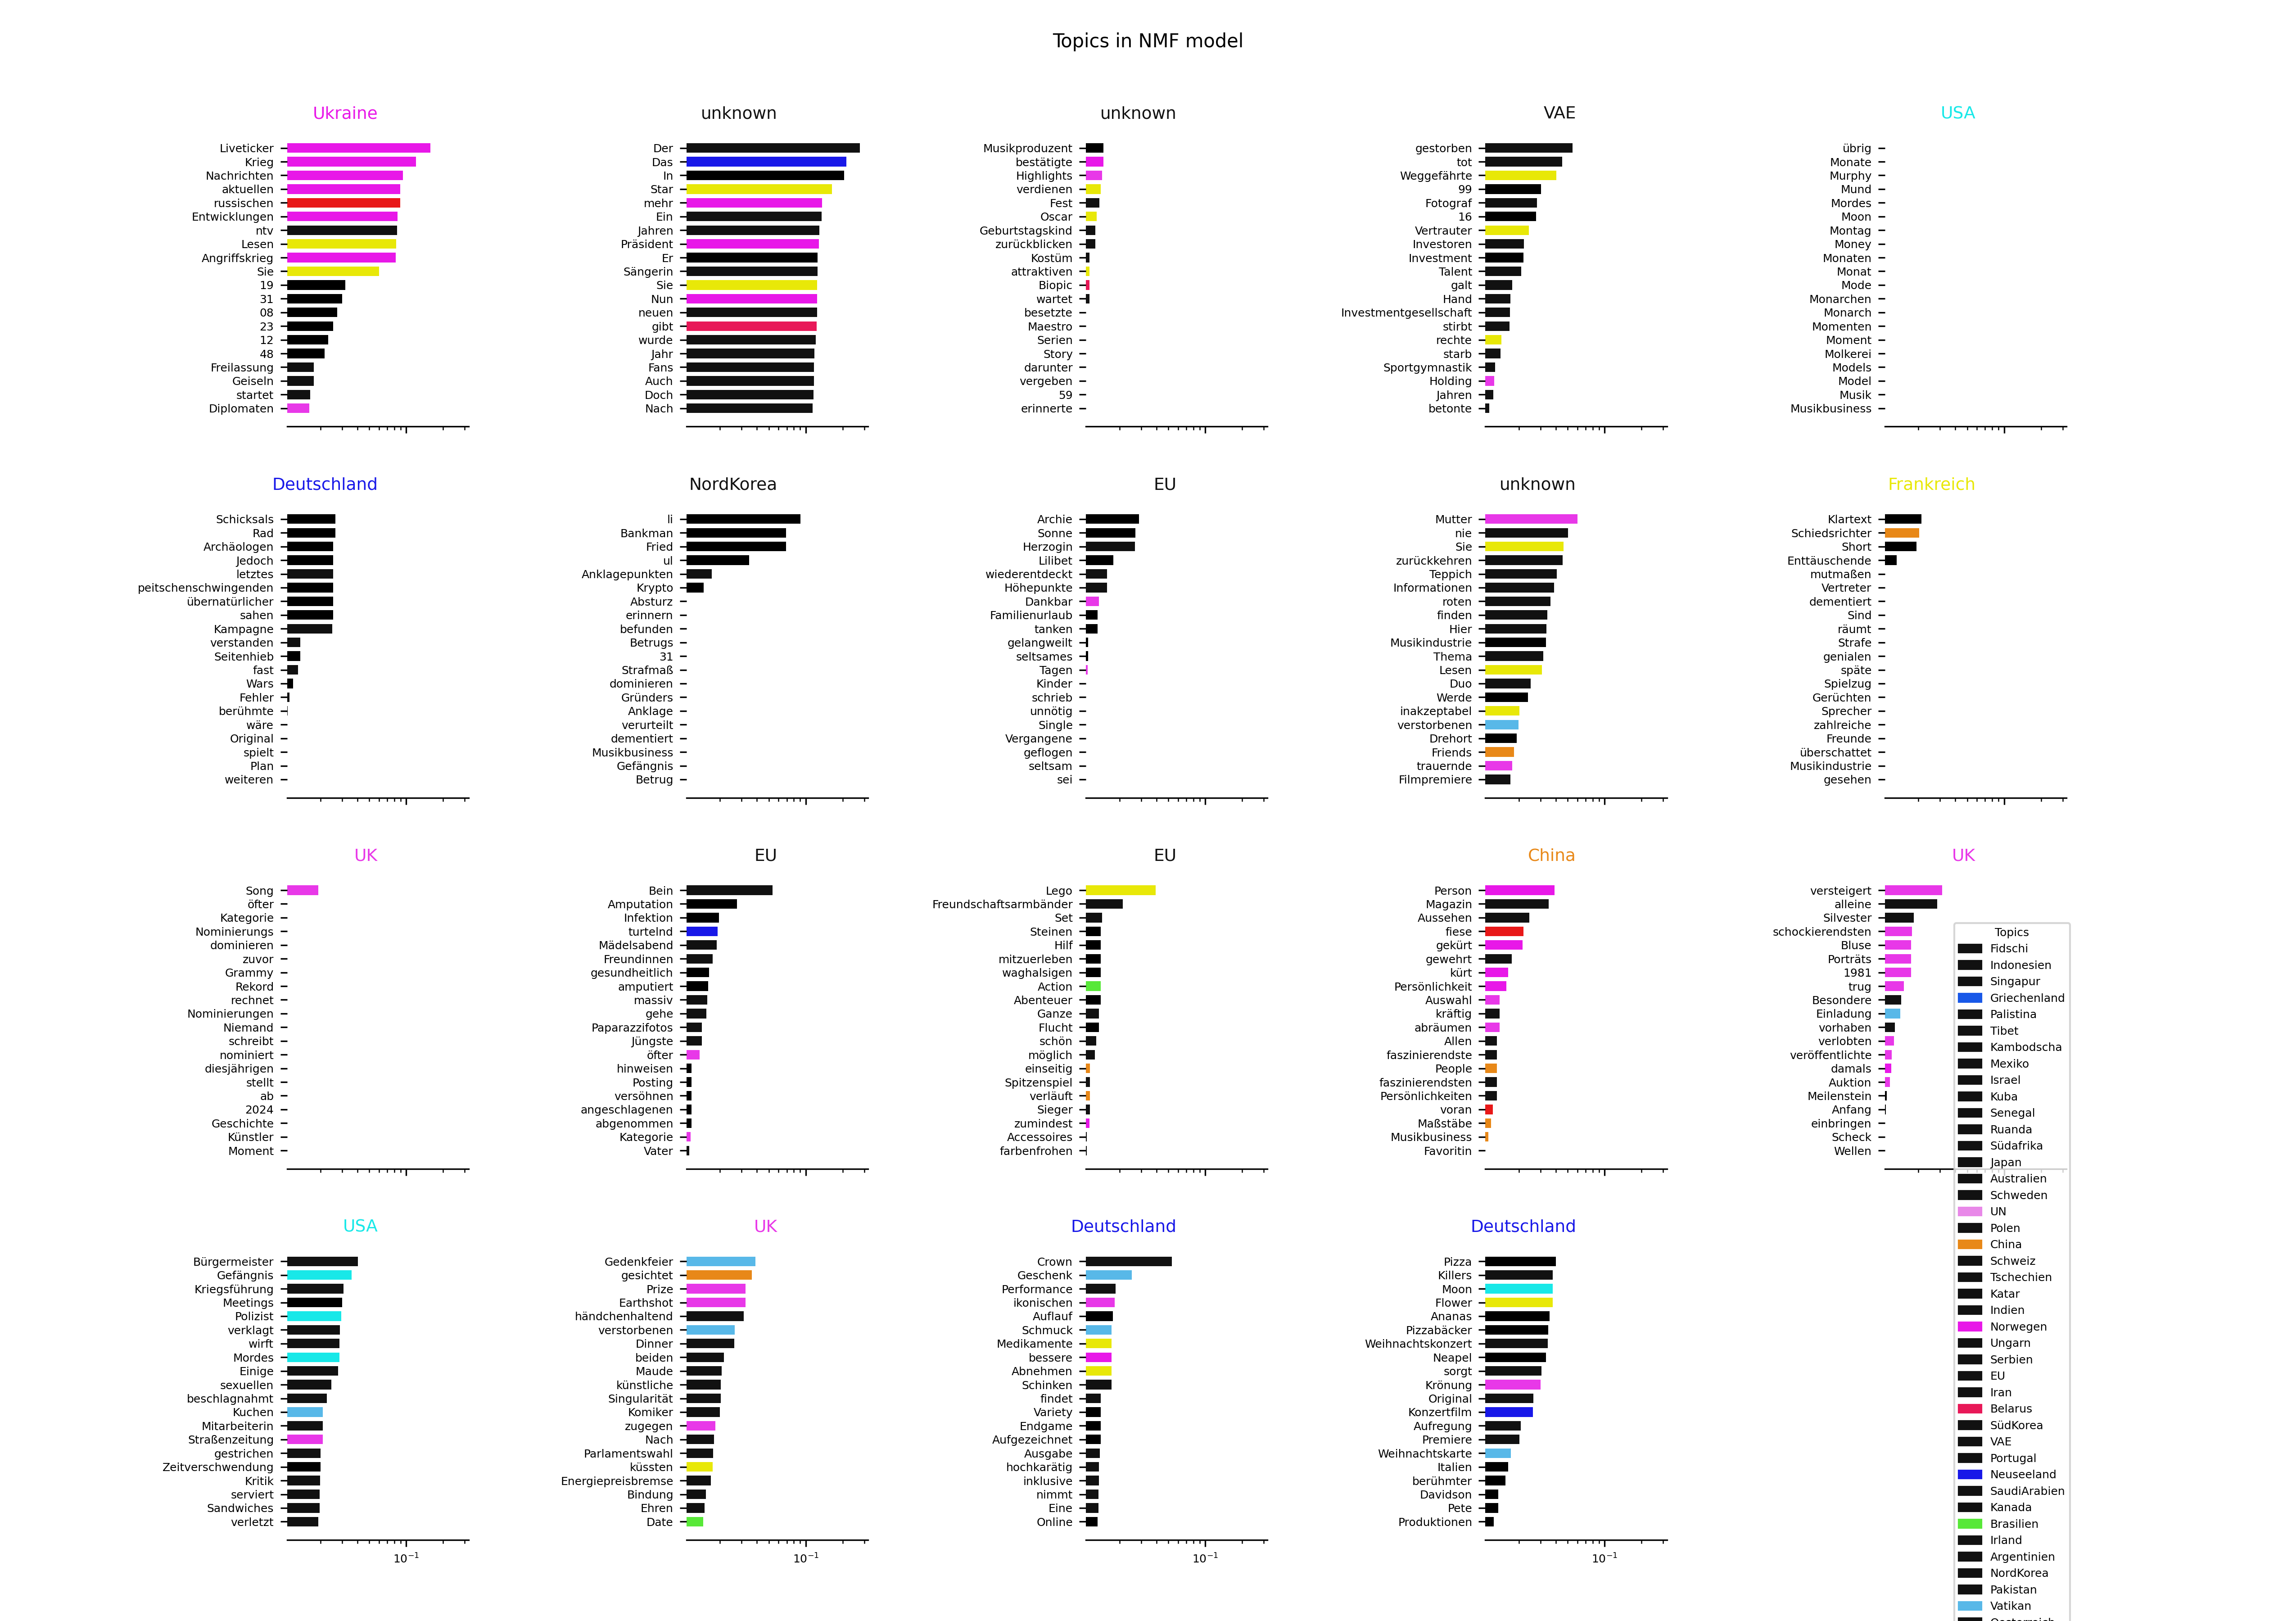 Topics in NMF model
Ukraine
Liveticker
Krieg
Nachrichten
aktuellen
russischen
Entwicklungen
ntv
Lesen
Angriffskrieg
Sie
19
31
08
23
12
48
Freilassung
Geiseln
startet
Diplomaten
unknown
Der
Das
In
Star
mehr
Ein
Jahren
Präsident
Er
Sängerin
Sie
Nun
neuen
gibt
wurde
Jahr
Fans
Auch
Doch
Nach
unknown
Musikproduzent
bestätigte
Highlights
verdienen
Fest
Oscar
Geburtstagskind
zurückblicken
Kostüm
attraktiven
Biopic
wartet
besetzte
Maestro
Serien
Story
darunter
vergeben
59
erinnerte
VAE
gestorben
tot
Weggefährte
99
Fotograf
16
Vertrauter
Investoren
Investment
Talent
galt
Hand
Investmentgesellschaft
stirbt
rechte
starb
Sportgymnastik
Holding
Jahren
betonte
USA
übrig
Monate
Murphy
Mund
Mordes
Moon
Montag
Money
Monaten
Monat
Mode
Monarchen
Monarch
Momenten
Moment
Molkerei
Models
Model
Musik
Musikbusiness
Deutschland
Schicksals
Rad
Archäologen
Jedoch
letztes
peitschenschwingenden
übernatürlicher
sahen
Kampagne
verstanden
Seitenhieb
fast
Wars
Fehler
berühmte
wäre
Original
spielt
Plan
weiteren
NordKorea
li
Bankman
Fried
ul
Anklagepunkten
Krypto
Absturz
erinnern
befunden
Betrugs
31
Strafmaß
dominieren
Gründers
Anklage
verurteilt
dementiert
Musikbusiness
Gefängnis
Betrug
EU
Archie
Sonne
Herzogin
Lilibet
wiederentdeckt
Höhepunkte
Dankbar
Familienurlaub
tanken
gelangweilt
seltsames
Tagen
Kinder
schrieb
unnötig
Single
Vergangene
geflogen
seltsam
sei
unknown
Mutter
nie
Sie
zurückkehren
Teppich
Informationen
roten
finden
Hier
Musikindustrie
Thema
Lesen
Duo
Werde
inakzeptabel
verstorbenen
Drehort
Friends
trauernde
Filmpremiere
Frankreich
Klartext
Schiedsrichter
Short
Enttäuschende
mutmaßen
Vertreter
dementiert
Sind
räumt
Strafe
genialen
späte
Spielzug
Gerüchten
Sprecher
zahlreiche
Freunde
überschattet
Musikindustrie
gesehen
UK
Song
öfter
Kategorie
Nominierungs
dominieren
zuvor
Grammy
Rekord
rechnet
Nominierungen
Niemand
schreibt
nominiert
diesjährigen
stellt
ab
2024
Geschichte
Künstler
Moment
EU
Bein
Amputation
Infektion
turtelnd
Mädelsabend
Freundinnen
gesundheitlich
amputiert
massiv
gehe
Paparazzifotos
Jüngste
öfter
hinweisen
Posting
versöhnen
angeschlagenen
abgenommen
Kategorie
Vater
EU
Lego
Freundschaftsarmbänder
Set
Steinen
Hilf
mitzuerleben
waghalsigen
Action
Abenteuer
Ganze
Flucht
schön
möglich
einseitig
Spitzenspiel
verläuft
Sieger
zumindest
Accessoires
farbenfrohen
China
Person
Magazin
Aussehen
fiese
gekürt
gewehrt
kürt
Persönlichkeit
Auswahl
kräftig
abräumen
Allen
faszinierendste
People
faszinierendsten
Persönlichkeiten
voran
Maßstäbe
Musikbusiness
Favoritin
UK
versteigert
alleine
Silvester
schockierendsten
Bluse
Porträts
1981
trug
Besondere
Einladung
vorhaben
verlobten
veröffentlichte
damals
Auktion
Meilenstein
Anfang
einbringen
Scheck
Wellen
USA
Bürgermeister
Gefängnis
Kriegsführung
Meetings
Polizist
verklagt
wirft
Mordes
Einige
sexuellen
beschlagnahmt
Kuchen
Mitarbeiterin
Straßenzeitung
gestrichen
Zeitverschwendung
Kritik
serviert
Sandwiches
verletzt
10⁻¹
UK
Gedenkfeier
gesichtet
Prize
Earthshot
händchenhaltend
verstorbenen
Dinner
beiden
Maude
künstliche
Singularität
Komiker
zugegen
Nach
Parlamentswahl
küssten
Energiepreisbremse
Bindung
Ehren
Date
10⁻¹
Deutschland
Crown
Geschenk
Performance
ikonischen
Auflauf
Schmuck
Medikamente
bessere
Abnehmen
Schinken
findet
Variety
Endgame
Aufgezeichnet
Ausgabe
hochkarätig
inklusive
nimmt
Eine
Online
10⁻¹
Deutschland
Pizza
Killers
Moon
Flower
Ananas
Pizzabäcker
Weihnachtskonzert
Neapel
sorgt
Krönung
Original
Konzertfilm
Aufregung
Premiere
Weihnachtskarte
Italien
berühmter
Davidson
Pete
Produktionen
10⁻¹
Topics
Fidschi
Indonesien
Singapur
Griechenland
Palistina
Tibet
Kambodscha
Mexiko
Israel
Kuba
Senegal
Ruanda
Südafrika
Japan
Australien
Schweden
UN
Polen
China
Schweiz
Tschechien
Katar
Indien
Norwegen
Ungarn
Serbien
EU
Iran
Belarus
SüdKorea
VAE
Portugal
Neuseeland
SaudiArabien
Kanada
Brasilien
Irland
Argentinien
NordKorea
Pakistan
Vatikan